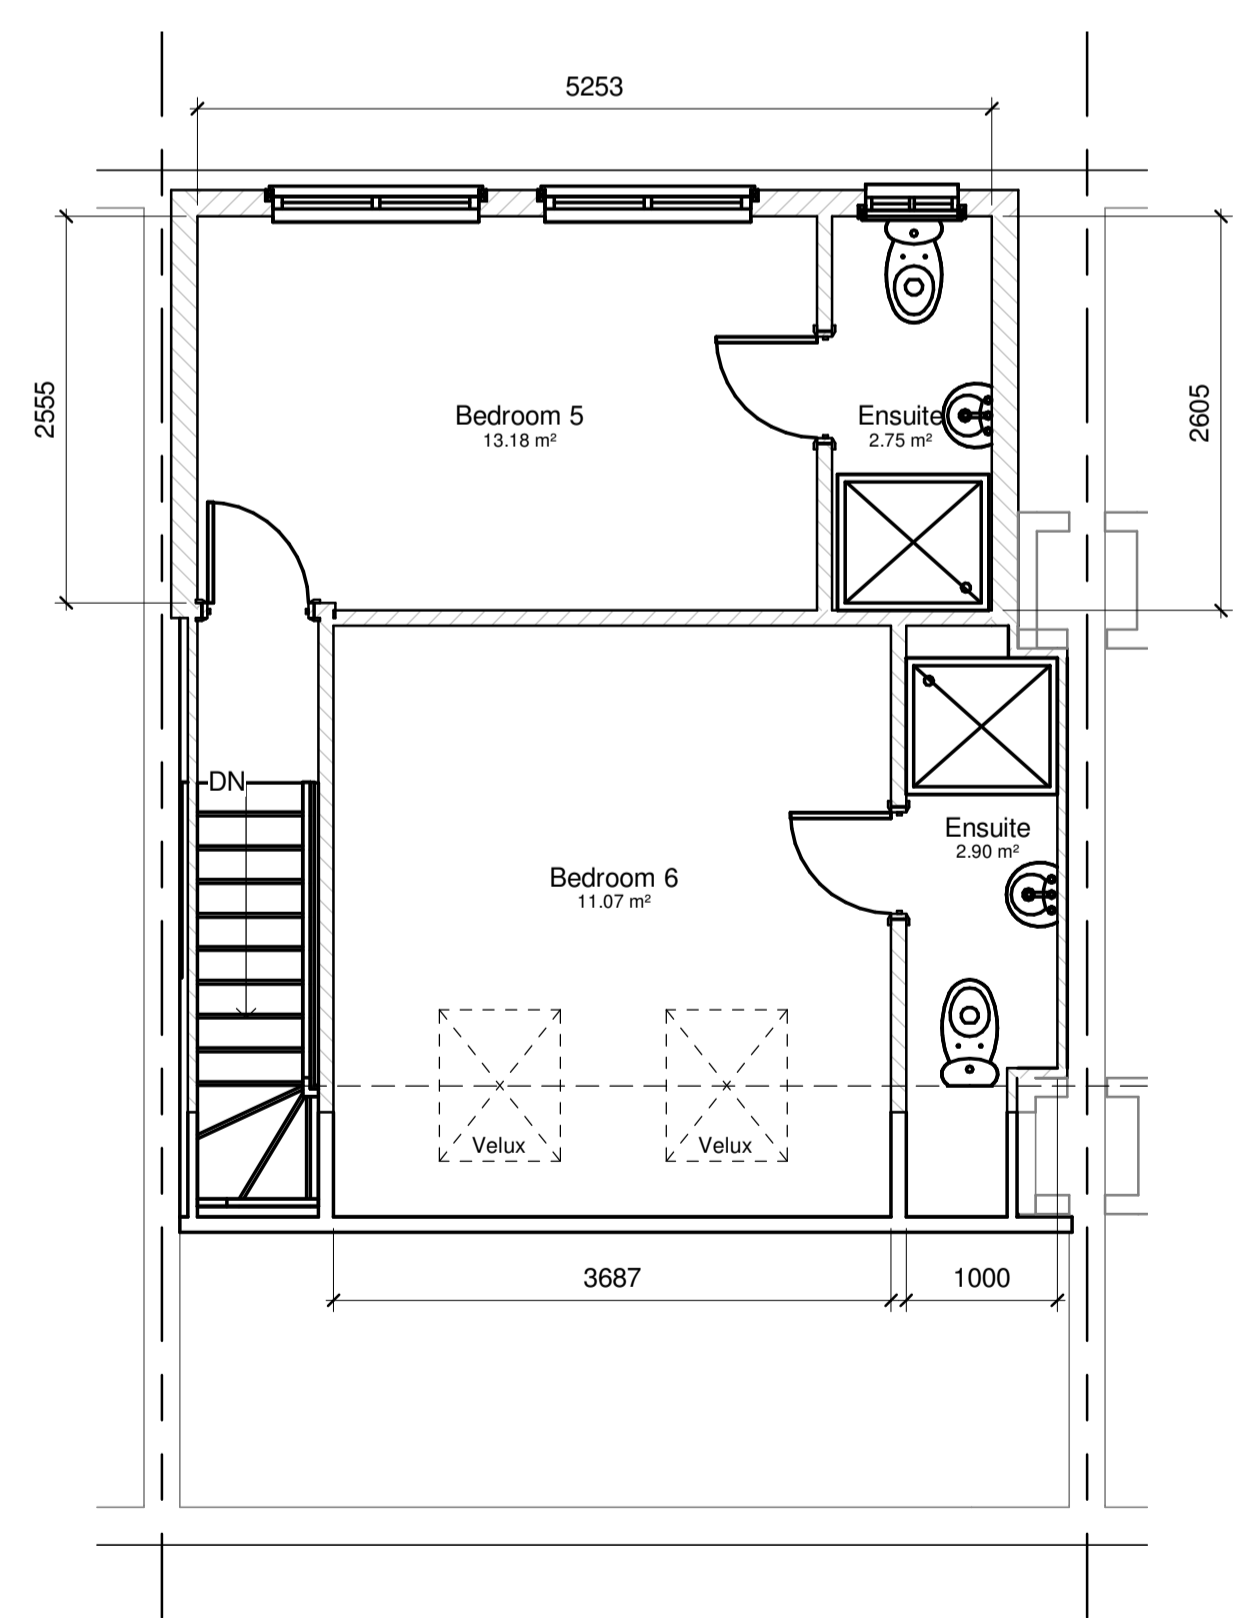 5253
2555
2605
Bedroom 5
13.18 m²
Ensuite
2.75 m²
DN
Ensuite
2.90 m²
Bedroom 6
11.07 m²
Velux
Velux
3687
1000